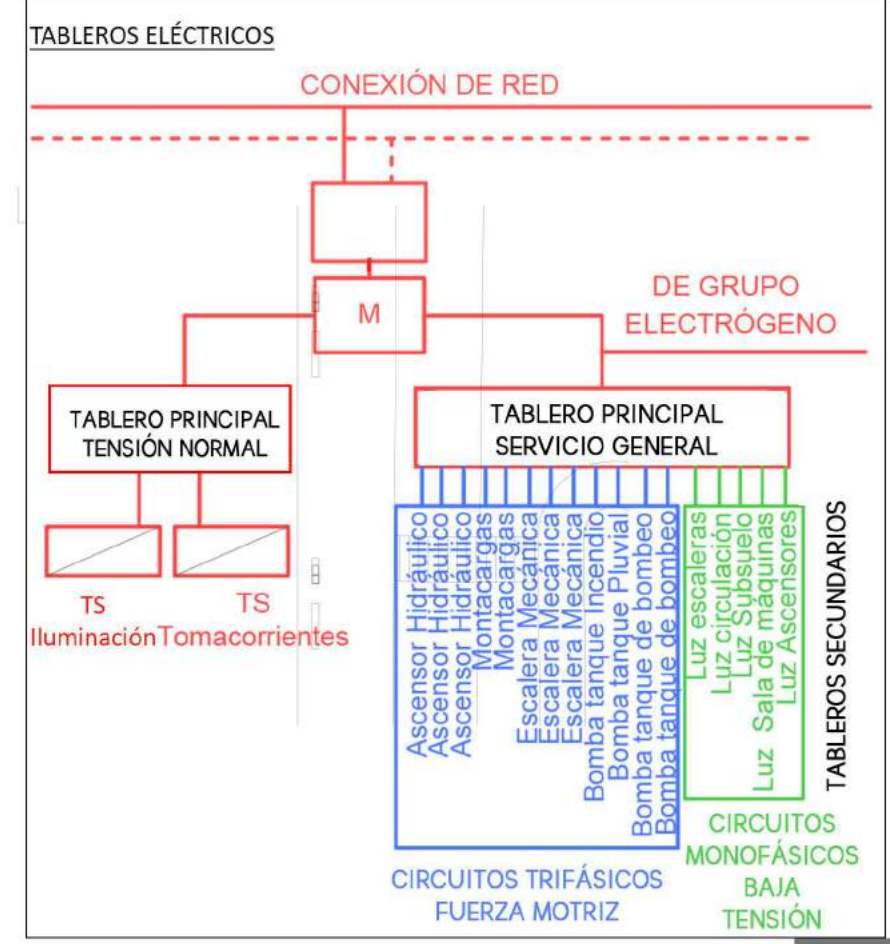 TABLEROS ELÉCTRICOS
CONEXIÓN DE RED
M
DE GRUPO
ELECTRÓGENO
TABLERO PRINCIPAL
TENSIÓN NORMAL
TABLERO PRINCIPAL
SERVICIO GENERAL
TS
Iluminación
TS
Tomacorrientes
Ascensor Hidráulico
Ascensor Hidráulico
Ascensor Hidráulico
Montacargas
Montacargas
Escalera Mecánica
Escalera Mecánica
Escalera Mecánica
Bomba tanque Incendio
Bomba tanque Pluvial
Bomba tanque de bombeo
Bomba tanque de bombeo
Luz escaleras
Luz circulación
Luz Subsuelo
Luz Sala de máquinas
Luz Ascensores
TABLEROS SECUNDARIOS
CIRCUITOS TRIFÁSICOS
FUERZA MOTRIZ
CIRCUITOS
MONOFÁSICOS
BAJA
TENSIÓN